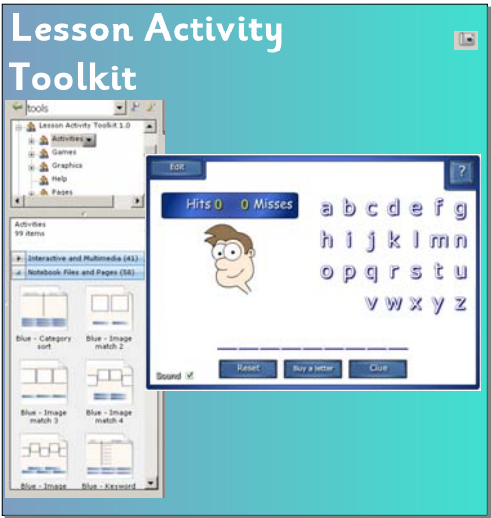 Lesson Activity
Toolkit
tools
Lesson Activity Toolkit 1.0
Activities
Games
Graphics
Help
Pages
Activities
99 items
Interactive and Multimedia (41)
Notebook Files and Pages (58)
Blue - Category
sort
Blue - Image
match 2
Blue - Image
match 3
Blue - Image
match 4
Blue - Image
Blue - Keyword
Edit
?
Hits 0 0 Misses
a b c d e f g
h i j k l m n
o p q r s t u
v w x y z
Sound
Reset
Buy a letter
Clue